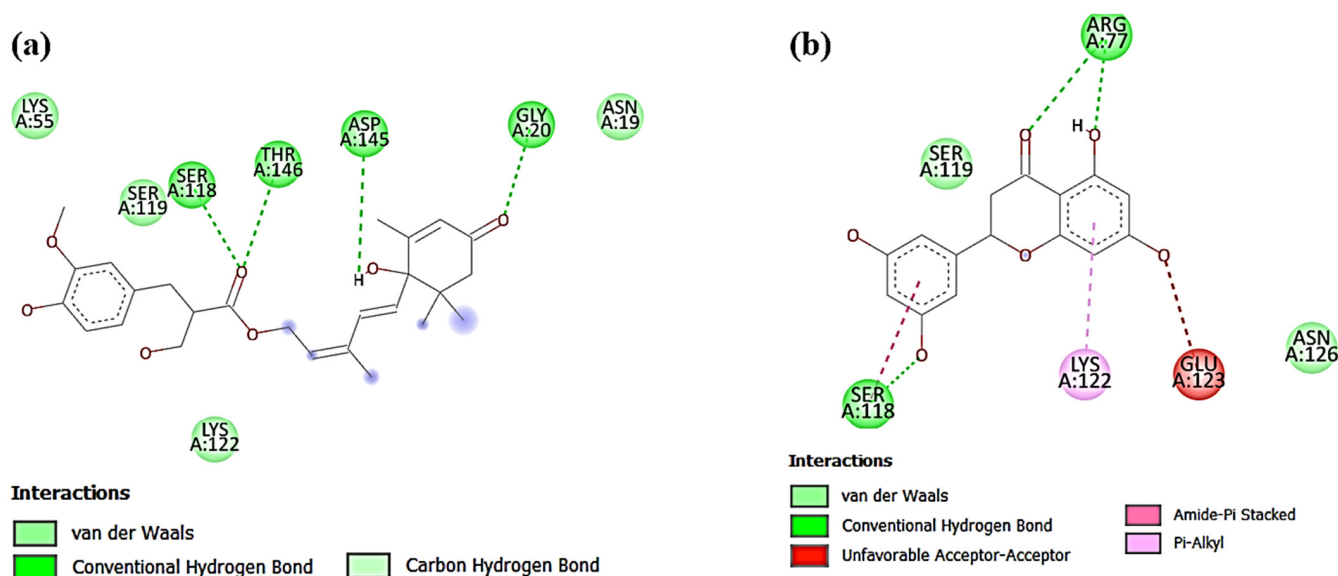 (a)
LYS
A:55
SER
A:119
SER
A:118
THR
A:146
ASP
A:145
GLY
A:20
ASN
A:19
O
O
O
O
O
O
H
O
LYS
A:122
Interactions
van der Waals
Conventional Hydrogen Bond
Carbon Hydrogen Bond
(b)
ARG
A:77
SER
A:119
O
H
O
O
O
O
O
SER
A:118
LYS
A:122
GLU
A:123
ASN
A:126
Interactions
van der Waals
Conventional Hydrogen Bond
Unfavorable Acceptor-Acceptor
Amide-Pi Stacked
Pi-Alkyl